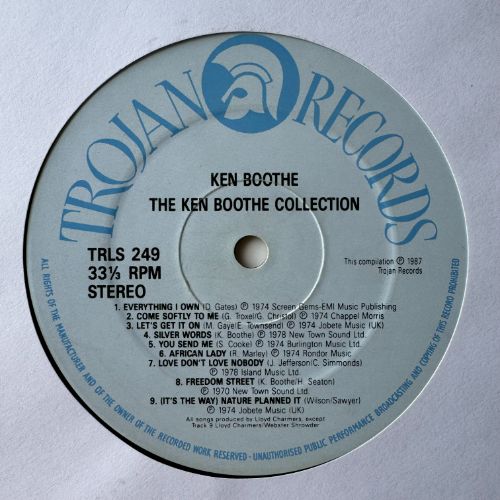 TROJAN RECORDS
KEN BOOTHE
THE KEN BOOTHE COLLECTION
TRLS 249
33⅓ RPM
STEREO
This compilation ℗ 1987
Trojan Records
1. EVERYTHING I OWN (D. Gates) ℗ 1974 Screen Gems-EMI Music Publishing
2. COME SOFTLY TO ME (G. Troxel/G. Christol) ℗ 1974 Chappel Morris
3. LET'S GET IT ON (M. Gaye/E. Townsend) ℗ 1974 Jobete Music (UK)
4. SILVER WORDS (K. Boothe) ℗ 1978 New Town Sound Ltd.
5. YOU SEND ME (S. Cooke) ℗ 1974 Burlington Music Ltd.
6. AFRICAN LADY (R. Marley) ℗ 1974 Rondor Music
7. LOVE DON'T LOVE NOBODY (J. Jefferson/C. Simmonds)
℗ 1978 Island Music Ltd.
8. FREEDOM STREET (K. Boothe/H. Seaton)
℗ 1970 New Town Sound/Ltd.
9. (IT'S THE WAY) NATURE PLANNED IT (Wilson/Sawyer)
℗ 1974 Jobete Music (UK)
All songs produced by Lloyd Charmers, except
Track 9 Lloyd Charmers/Webster Shrowder
ALL RIGHTS OF THE MANUFACTURER AND OF THE OWNER OF THE RECORDED WORK RESERVED - UNAUTHORISED PUBLIC PERFORMANCE BROADCASTING AND COPYING OF THIS RECORD PROHIBITED